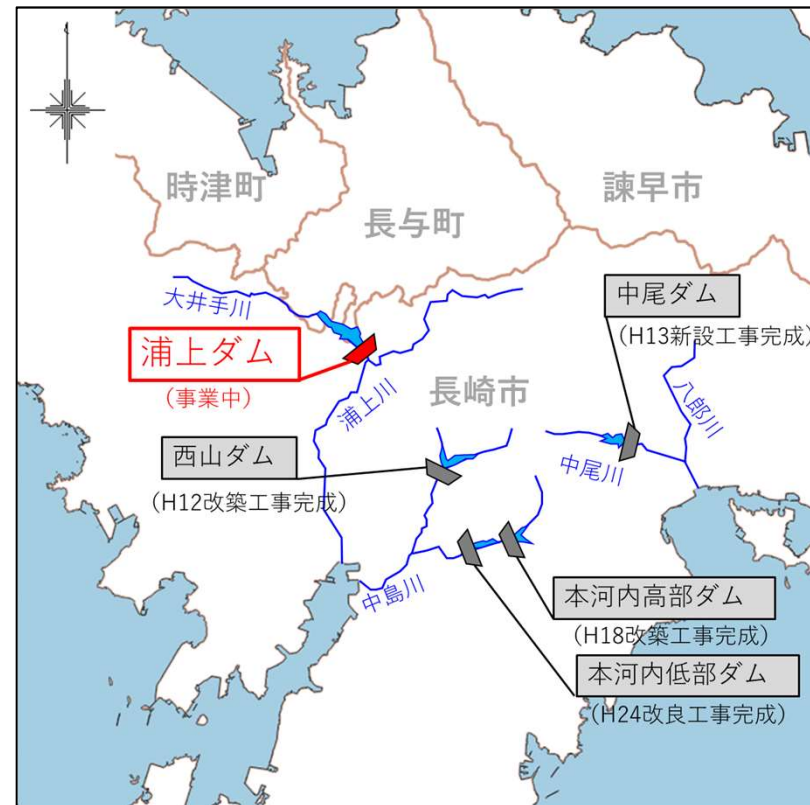 時津町
長与町
諫早市
大井手川
中尾ダム
(H13新設工事完成)
浦上ダム
(事業中)
浦上川
長崎市
八郎川
西山ダム
(H12改築工事完成)
中尾川
中島川
本河内高部ダム
(H18改築工事完成)
本河内低部ダム
(H24改良工事完成)